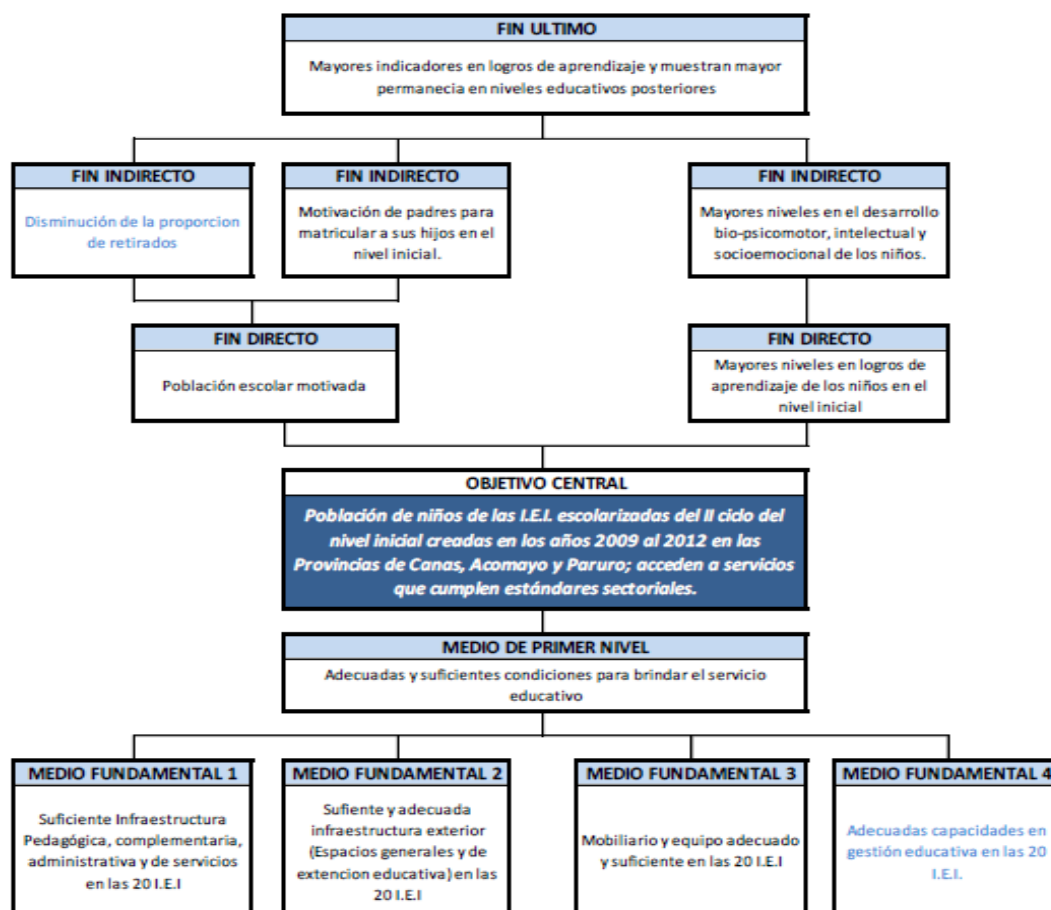 FIN ULTIMO
Mayores indicadores en logros de aprendizaje y muestran mayor
permanecia en niveles educativos posteriores
FIN INDIRECTO
Disminución de la proporcion
de retirados
FIN INDIRECTO
Motivación de padres para
matricular a sus hijos en el
nivel inicial.
FIN INDIRECTO
Mayores niveles en el desarrollo
bio-psicomotor, intelectual y
socioemocional de los niños.
FIN DIRECTO
Población escolar motivada
FIN DIRECTO
Mayores niveles en logros de
aprendizaje de los niños en el
nivel inicial
OBJETIVO CENTRAL
Población de niños de las I.E.I. escolarizadas del II ciclo del
nivel inicial creadas en los años 2009 al 2012 en las
Provincias de Canas, Acomayo y Paruro; acceden a servicios
que cumplen estándares sectoriales.
MEDIO DE PRIMER NIVEL
Adecuadas y suficientes condiciones para brindar el servicio
educativo
MEDIO FUNDAMENTAL 1
Suficiente Infraestructura
Pedagógica, complementaria,
administrativa y de servicios
en las 20 I.E.I
MEDIO FUNDAMENTAL 2
Sufiente y adecuada
infraestructura exterior
(Espacios generales y de
extencion educativa) en las
20 I.E.I
MEDIO FUNDAMENTAL 3
Mobiliario y equipo adecuado
y suficiente en las 20 I.E.I
MEDIO FUNDAMENTAL 4
Adecuadas capacidades en
gestión educativa en las 20
I.E.I.